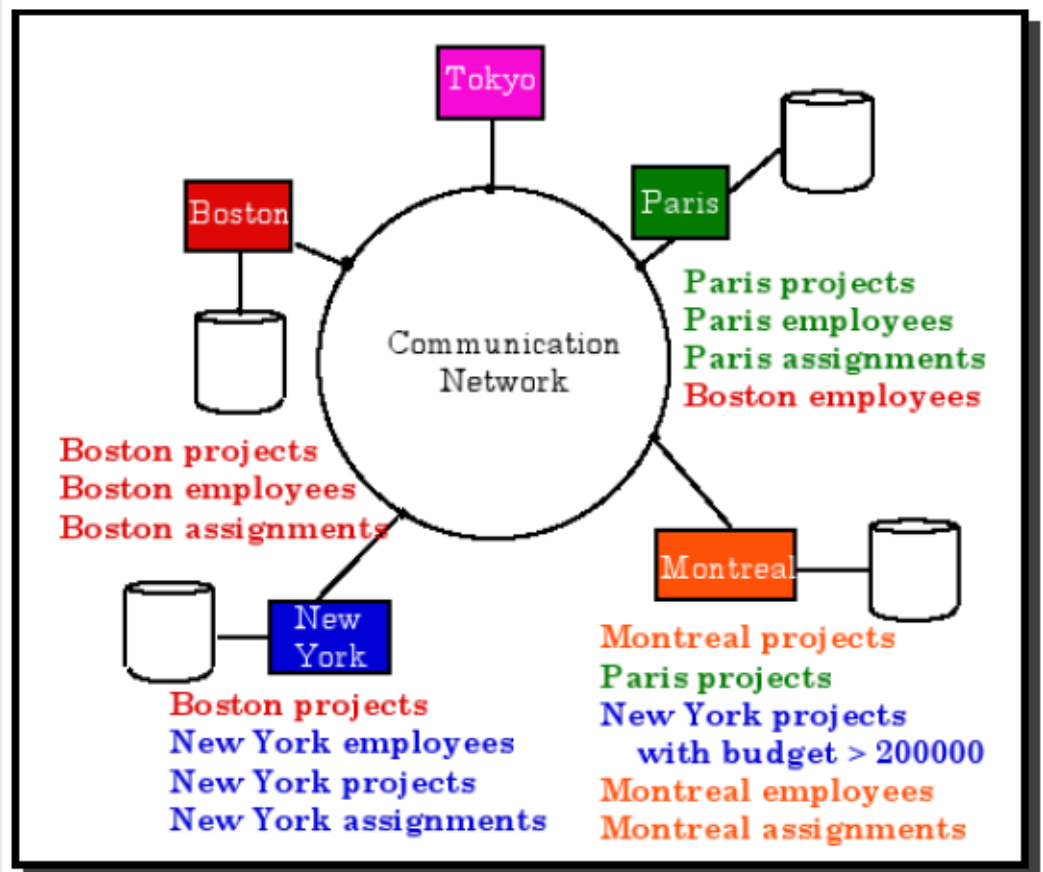 Tokyo
Boston
Paris
Paris projects
Paris employees
Paris assignments
Boston employees
Communication
Network
Boston projects
Boston employees
Boston assignments
Montreal
New
York
Montreal projects
Paris projects
New York projects
with budget > 200000
Montreal employees
Montreal assignments
Boston projects
New York employees
New York projects
New York assignments